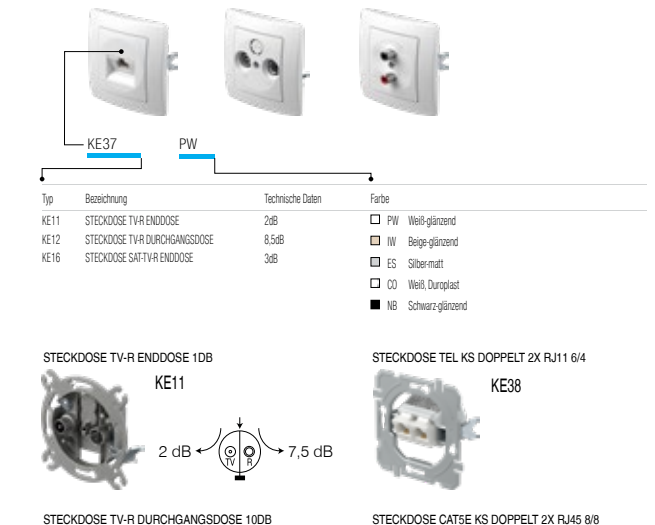 KE37 PW
Typ Bezeichnung Technische Daten Farbe
KE11 STECKDOSE TV-R ENDDOSE 2dB PW Weiß-glänzend
KE12 STECKDOSE TV-R DURCHGANGSDOSE 8,5dB IW Beige-glänzend
KE16 STECKDOSE SAT-TV-R ENDDOSE 3dB ES Silber-matt
CO Weiß, Duroplast
NB Schwarz-glänzend
STECKDOSE TV-R ENDDOSE 1DB
KE11
2 dB TV R 7,5 dB
STECKDOSE TEL KS DOPPELT 2X RJ11 6/4
KE38
STECKDOSE TV-R DURCHGANGSDOSE 10DB
STECKDOSE CAT5E KS DOPPELT 2X RJ45 8/8